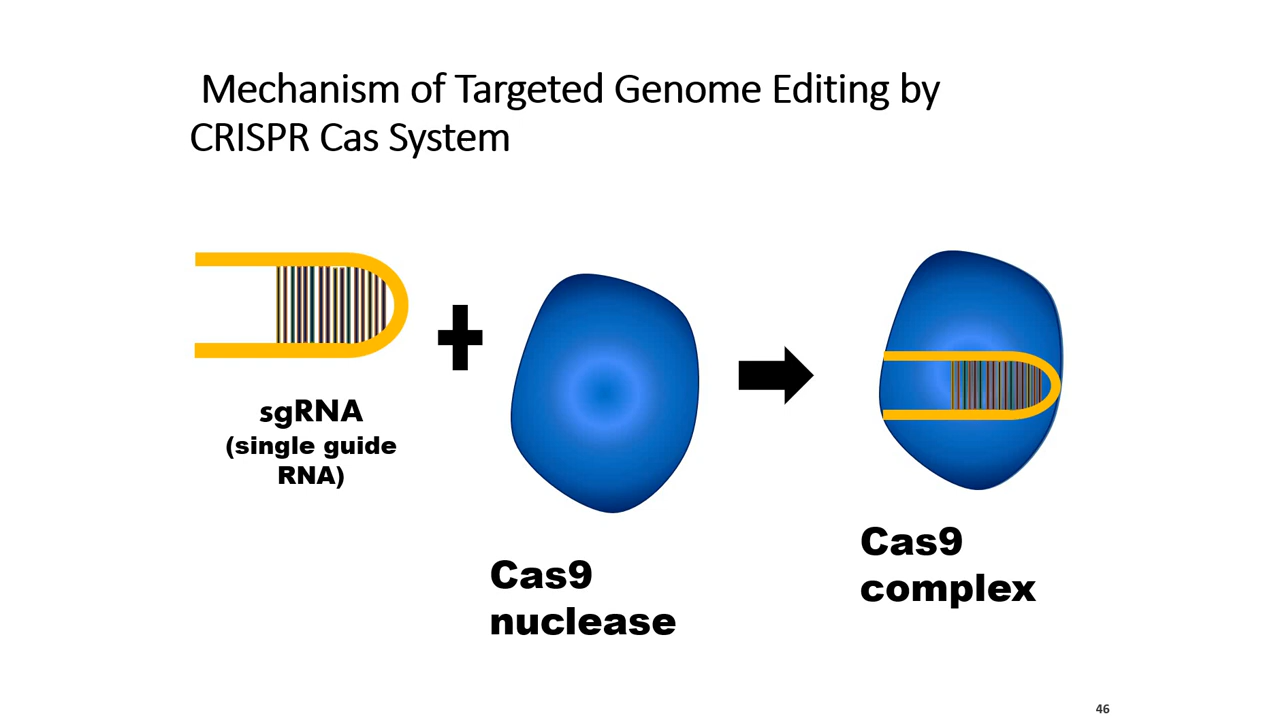 Mechanism of Targeted Genome Editing by
CRISPR Cas System
sgRNA
(single guide
RNA)
Cas9
nuclease
Cas9
complex
46